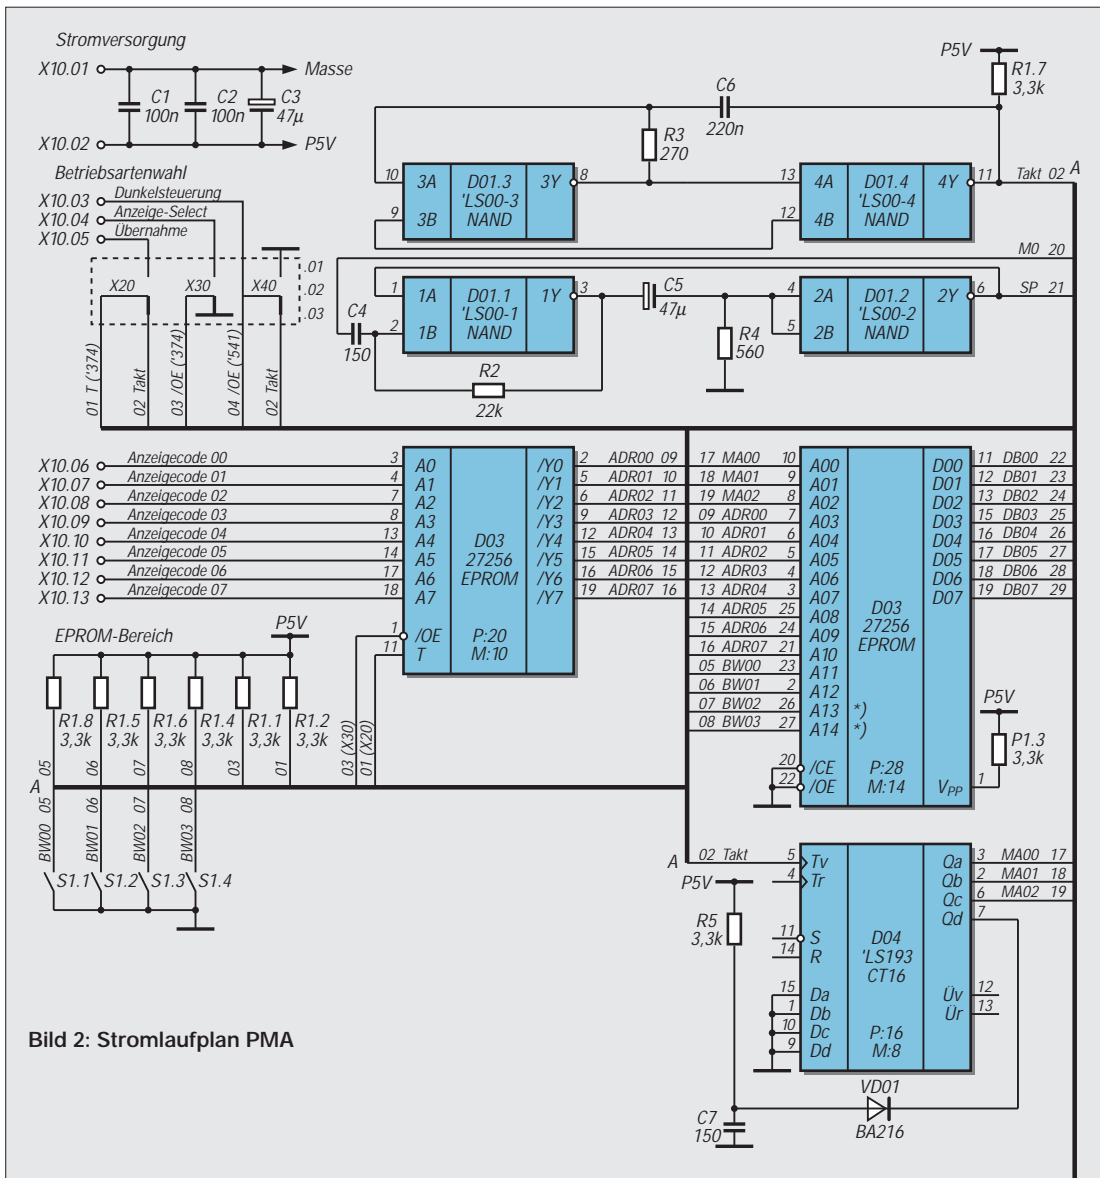 Stromversorgung
X10.01
Masse
C1
100n
C2
100n
C3
47µ
X10.02
P5V
Betriebsartenwahl
X10.03 Dunkelsteuerung
X10.04 Anzeige-Select
X10.05 Übernahme
X20 X30 X40
.01
.02
.03
01 T ('374)
02 Takt
03 /OE ('374)
04 /OE ('541)
02 Takt
P5V
R1.7
3,3k
C6
220n
R3
270
10 3A D01.3 3Y 8
'LS00-3
9 3B NAND
13 4A D01.4 4Y 11 Takt 02 A
'LS00-4
12 4B NAND
M0 20
1 1A D01.1 1Y 3
'LS00-1
2 1B NAND
C4
150
C5
47µ
R4
560
4 2A D01.2 2Y 6 SP 21
'LS00-2
5 2B NAND
R2
22k
X10.06 Anzeigecode 00 3 A0 /Y0 2 ADR00 09
X10.07 Anzeigecode 01 4 A1 /Y1 5 ADR01 10
X10.08 Anzeigecode 02 7 A2 /Y2 6 ADR02 11
X10.09 Anzeigecode 03 8 A3 /Y3 9 ADR03 12
X10.10 Anzeigecode 04 13 A4 /Y4 12 ADR04 13
X10.11 Anzeigecode 05 14 A5 /Y5 15 ADR05 14
X10.12 Anzeigecode 06 17 A6 /Y6 16 ADR06 15
X10.13 Anzeigecode 07 18 A7 /Y7 19 ADR07 16
D03
27256
EPROM
1 /OE P:20
11 T M:10
17 MA00 10 A00 D00 11 DB00 22
18 MA01 9 A01 D01 12 DB01 23
19 MA02 8 A02 D02 13 DB02 24
09 ADR00 7 A03 D03 15 DB03 25
10 ADR01 6 A04 D04 16 DB04 26
11 ADR02 5 A05 D05 17 DB05 27
12 ADR03 4 A06 D06 18 DB06 28
13 ADR04 3 A07 D07 19 DB07 29
14 ADR05 25 A08
15 ADR06 24 A09
16 ADR07 21 A10
05 BW00 23 A11
06 BW01 2 A12
07 BW02 26 A13 *)
08 BW03 27 A14 *)
D03
27256
EPROM
20 /CE P:28
22 /OE M:14 VPP 1
P5V
P1.3
3,3k
EPROM-Bereich
P5V
R1.8
3,3k
R1.5
3,3k
R1.6
3,3k
R1.4
3,3k
R1.1
3,3k
R1.2
3,3k
05 06 07 08 03 01
03 (X30)
01 (X20)
A
BW00 05
BW01 06
BW02 07
BW03 08
S1.1 S1.2 S1.3 S1.4
A 02 Takt 5 Tv Qa 3 MA00 17
4 Tr Qb 2 MA01 18
Qc 6 MA02 19
Qd 7
P5V
R5
3,3k
11 S D04
14 R 'LS193
CT16
15 Da Üv 12
1 Db Ür 13
10 Dc P:16
9 Dd M:8
VD01
BA216
C7
150
Bild 2: Stromlaufplan PMA